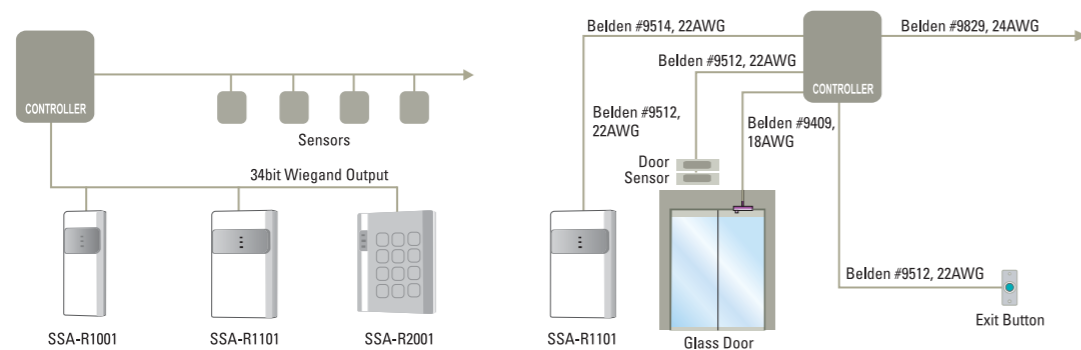 CONTROLLER
Sensors
34bit Wiegand Output
SSA-R1001
SSA-R1101
SSA-R2001
Belden #9514, 22AWG
Belden #9829, 24AWG
Belden #9512, 22AWG
CONTROLLER
Belden #9512,
22AWG
Belden #9409,
18AWG
Door
Sensor
Belden #9512, 22AWG
SSA-R1101
Glass Door
Exit Button